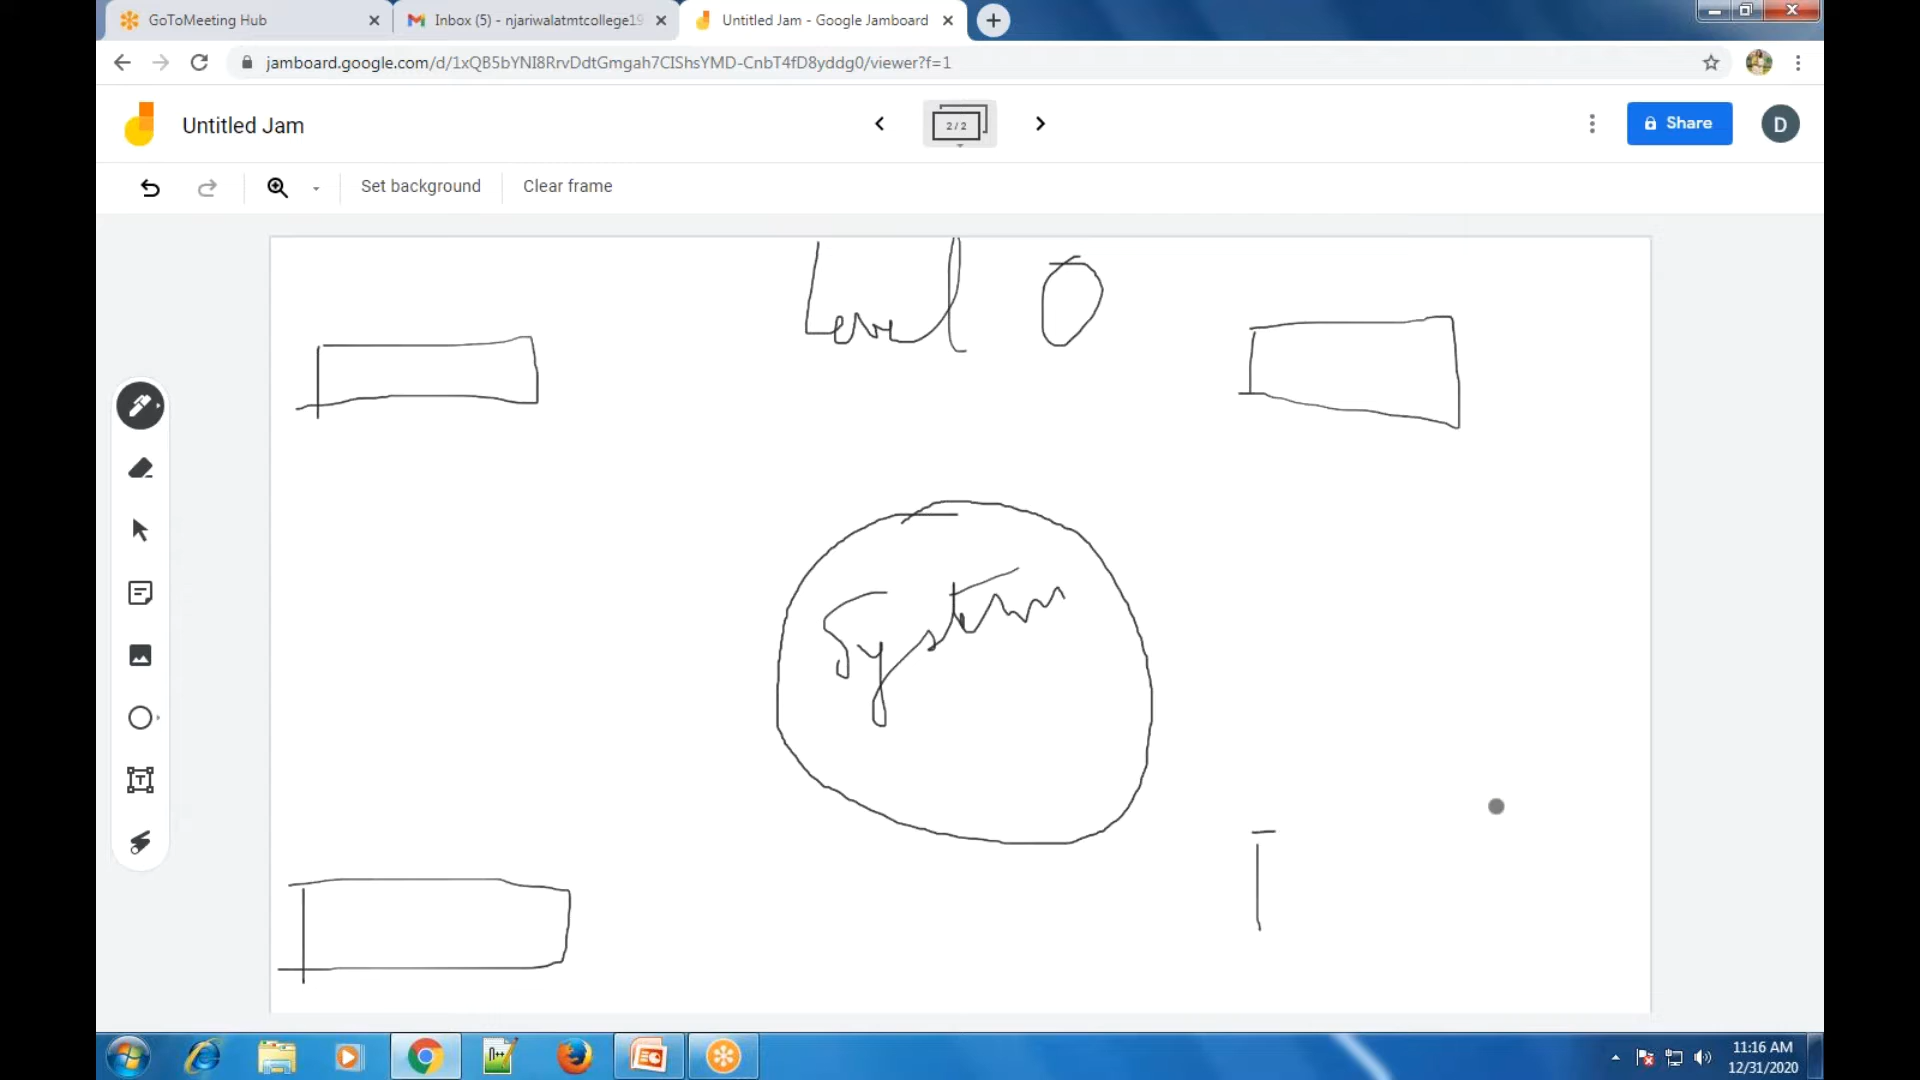 GoToMeeting Hub
Inbox (5) - njariwalatmtcollege19
Untitled Jam - Google Jamboard
jamboard.google.com/d/1xQB5bYNI8RrvDdtGmgah7CIShsYMD-CnbT4fD8yddg0/viewer?f=1
Untitled Jam
2 / 2
Share
D
Set background
Clear frame
Level 0
System
11:16 AM
12/31/2020